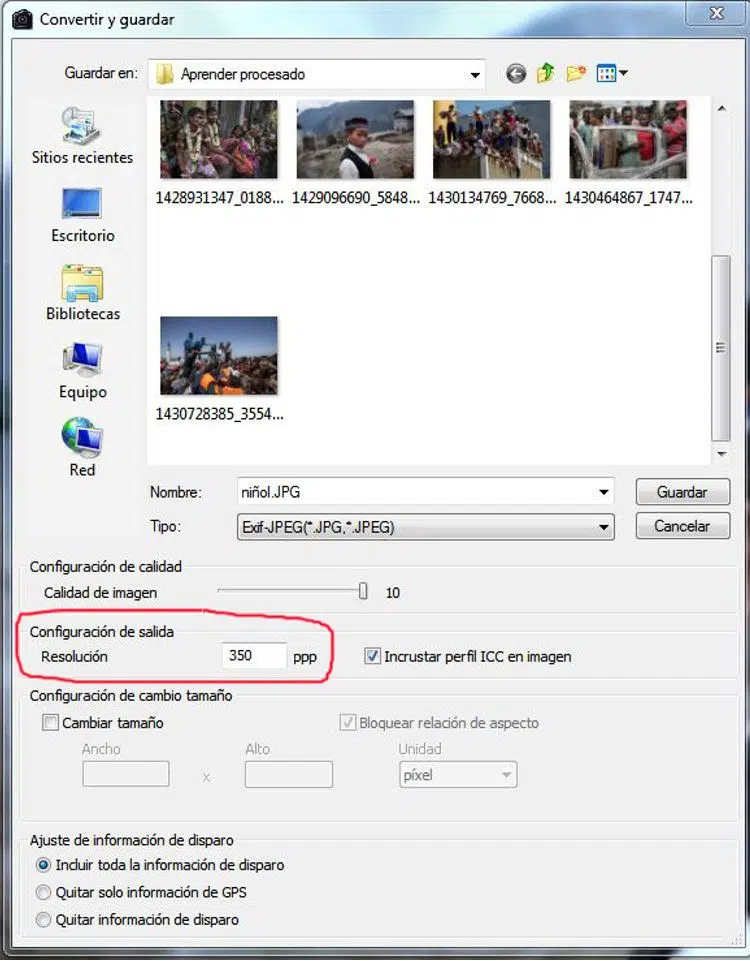 Convertir y guardar
Guardar en: Aprender procesado
Sitios recientes
Escritorio
Bibliotecas
Equipo
Red
1428931347_0188... 1429096690_5848... 1430134769_7668... 1430464867_1747...
1430728385_3554...
Nombre: niñol.JPG Guardar
Tipo: Exif-JPEG(*.JPG,*.JPEG) Cancelar
Configuración de calidad
Calidad de imagen 10
Configuración de salida
Resolución 350 ppp Incrustar perfil ICC en imagen
Configuración de cambio tamaño
Cambiar tamaño Bloquear relación de aspecto
Ancho Alto Unidad
x píxel
Ajuste de información de disparo
Incluir toda la información de disparo
Quitar solo información de GPS
Quitar información de disparo